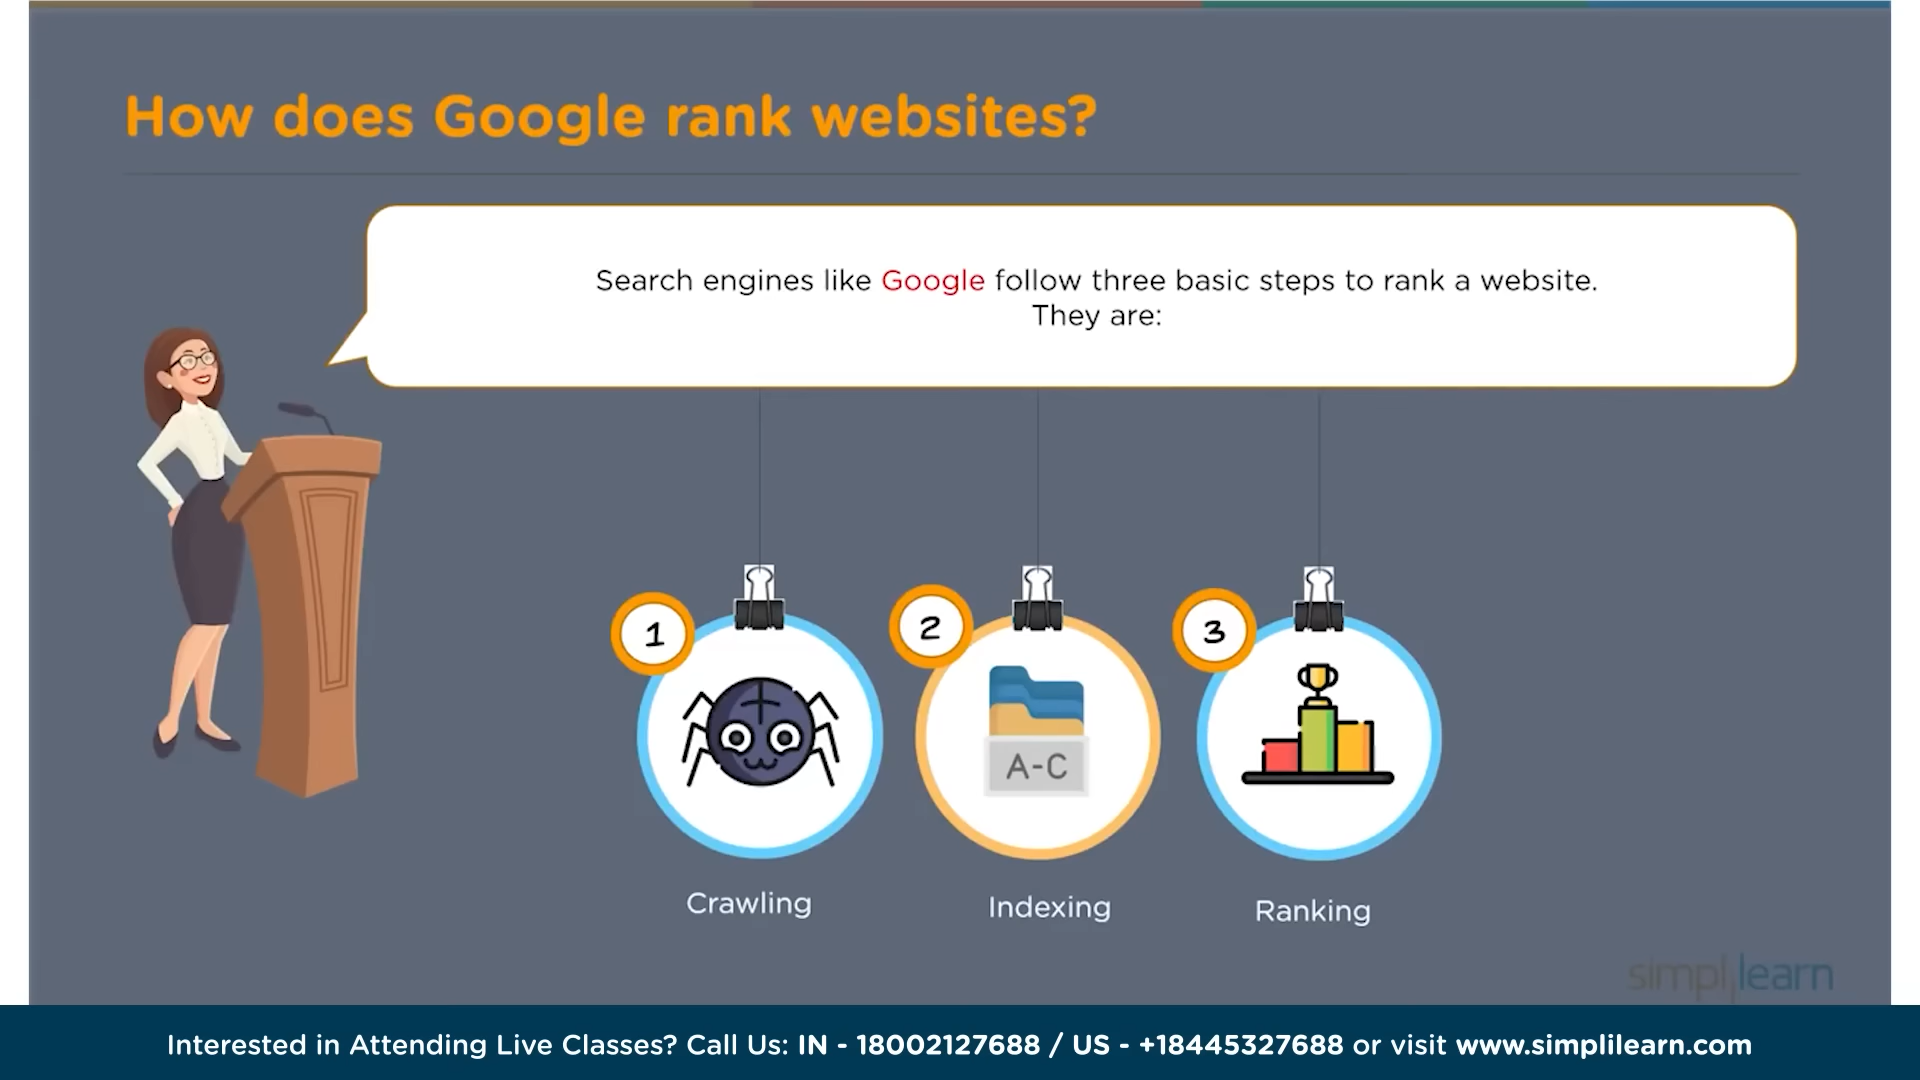 How does Google rank websites?
Search engines like Google follow three basic steps to rank a website.
They are:
1
2
3
A-C
Crawling
Indexing
Ranking
simplilearn
Interested in Attending Live Classes? Call Us: IN - 18002127688 / US - +18445327688 or visit www.simplilearn.com